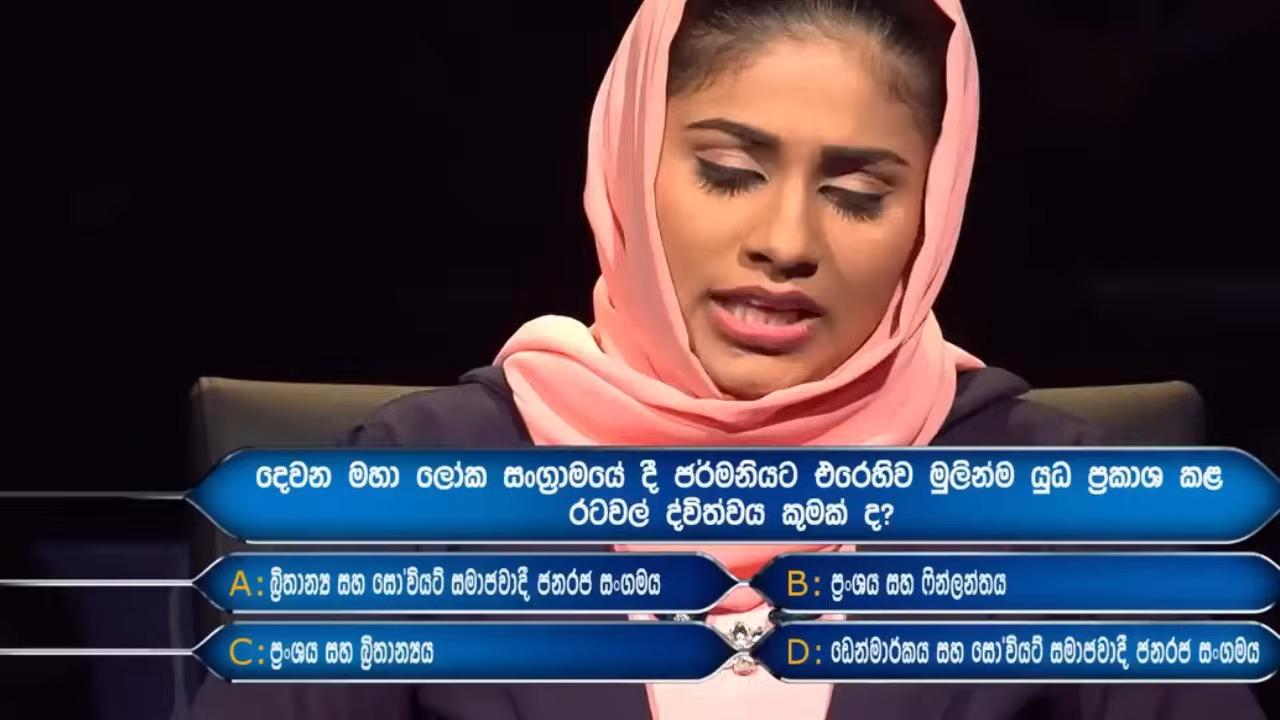 දෙවන මහා ලෝක සංග්‍රාමයේ දී ජර්මනියට එරෙහිව මුලින්ම යුධ ප්‍රකාශ කළ
රටවල් ද්විත්වය කුමක් ද?
A: බ්‍රිතාන්‍ය සහ සෝ'වියට් සමාජවාදී ජනරජ සංගමය
B: ප්‍රංශය සහ ෆින්ලන්තය
C: ප්‍රංශය සහ බ්‍රිතාන්‍යය
D: ඩෙන්මාර්කය සහ සෝ'වියට් සමාජවාදී ජනරජ සංගමය